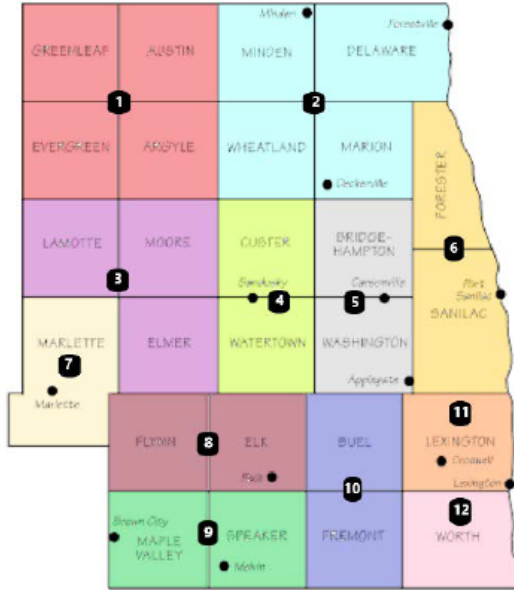 Minden
Forestville
GREENLEAF
AUSTIN
MINDEN
DELAWARE
1
2
EVERGREEN
ARGYLE
WHEATLAND
MARION
Deckerville
FORESTER
LAMOTTE
MOORE
CUSTER
BRIDGE-
HAMPTON
6
3
Sandusky
4
5
Carsonville
Port
Sanilac
SANILAC
MARLETTE
ELMER
WATERTOWN
WASHINGTON
7
Applegate
Marlette
11
FLYNN
8
ELK
BUEL
LEXINGTON
Croswell
Peck
10
Lexington
12
Brown City
9
MAPLE
VALLEY
SPEAKER
FREMONT
WORTH
Melvin